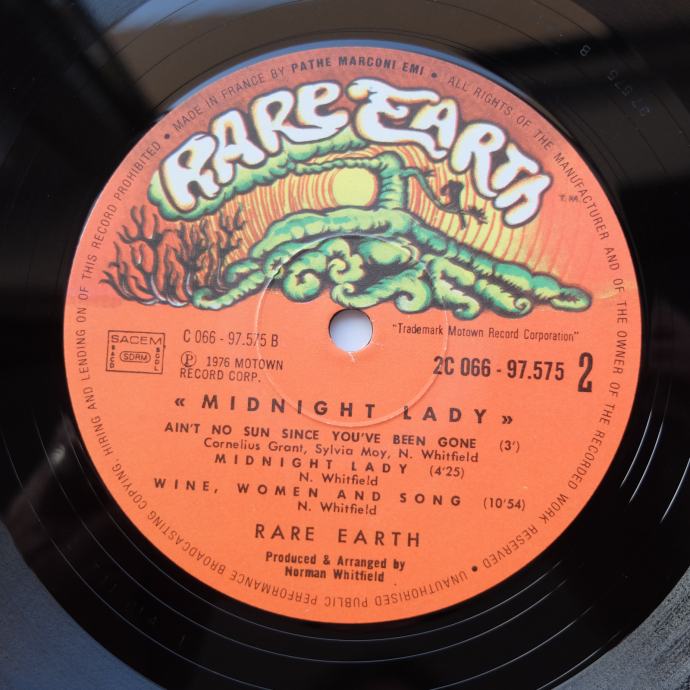 • MADE IN FRANCE BY PATHE MARCONI EMI • ALL RIGHTS OF THE MANUFACTURER AND OF THE OWNER OF THE RECORDED WORK RESERVED • UNAUTHORISED PUBLIC PERFORMANCE BROADCASTING COPYING, HIRING AND LENDING ON OF THIS RECORD PROHIBITED
RARE EARTH
T.M.
"Trademark Motown Record Corporation"
SACEM
SACD SDRM SGDL
C 066 - 97.575 B
Ⓟ 1976 MOTOWN
RECORD CORP.
2C 066 - 97.575 2
« MIDNIGHT LADY »
AIN'T NO SUN SINCE YOU'VE BEEN GONE (3')
Cornelius Grant, Sylvia Moy, N. Whitfield
MIDNIGHT LADY (4'25)
N. Whitfield
WINE, WOMEN AND SONG (10'54)
N. Whitfield
RARE EARTH
Produced & Arranged by
Norman Whitfield